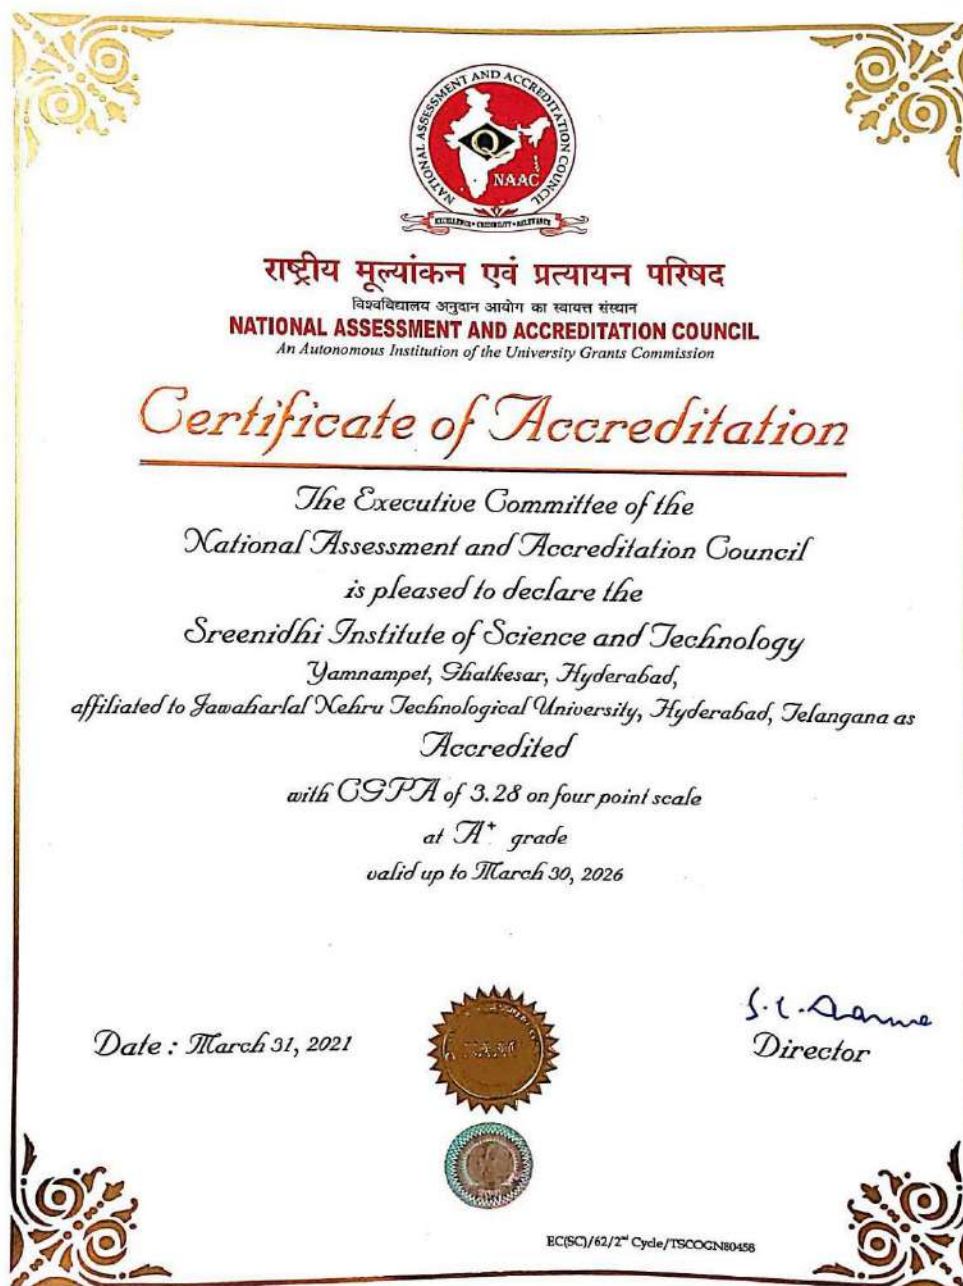 NATIONAL ASSESSMENT AND ACCREDITATION COUNCIL
Q
NAAC
EXCELLENCE • CREDIBILITY • RELEVANCE
राष्ट्रीय मूल्यांकन एवं प्रत्यायन परिषद
विश्वविद्यालय अनुदान आयोग का स्वायत्त संस्थान
NATIONAL ASSESSMENT AND ACCREDITATION COUNCIL
An Autonomous Institution of the University Grants Commission
Certificate of Accreditation
The Executive Committee of the
National Assessment and Accreditation Council
is pleased to declare the
Sreenidhi Institute of Science and Technology
Yamnampet, Ghatkesar, Hyderabad,
affiliated to Jawaharlal Nehru Technological University, Hyderabad, Telangana as
Accredited
with CGPA of 3.28 on four point scale
at A+ grade
valid up to March 30, 2026
Date : March 31, 2021
Director
EC(SC)/62/2nd Cycle/TSCOGN80458